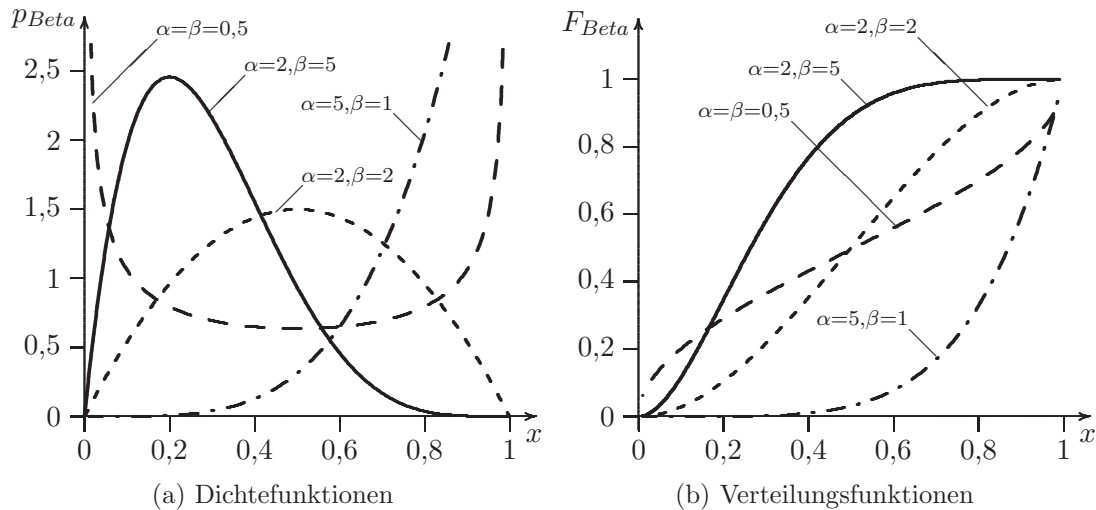 p_Beta
α=β=0,5
α=2,β=5
α=5,β=1
α=2,β=2
2,5
2
1,5
1
0,5
0
0 0,2 0,4 0,6 0,8 1 x
(a) Dichtefunktionen
F_Beta
α=2,β=2
α=2,β=5
α=β=0,5
α=5,β=1
1
0,8
0,6
0,4
0,2
0
0 0,2 0,4 0,6 0,8 1 x
(b) Verteilungsfunktionen